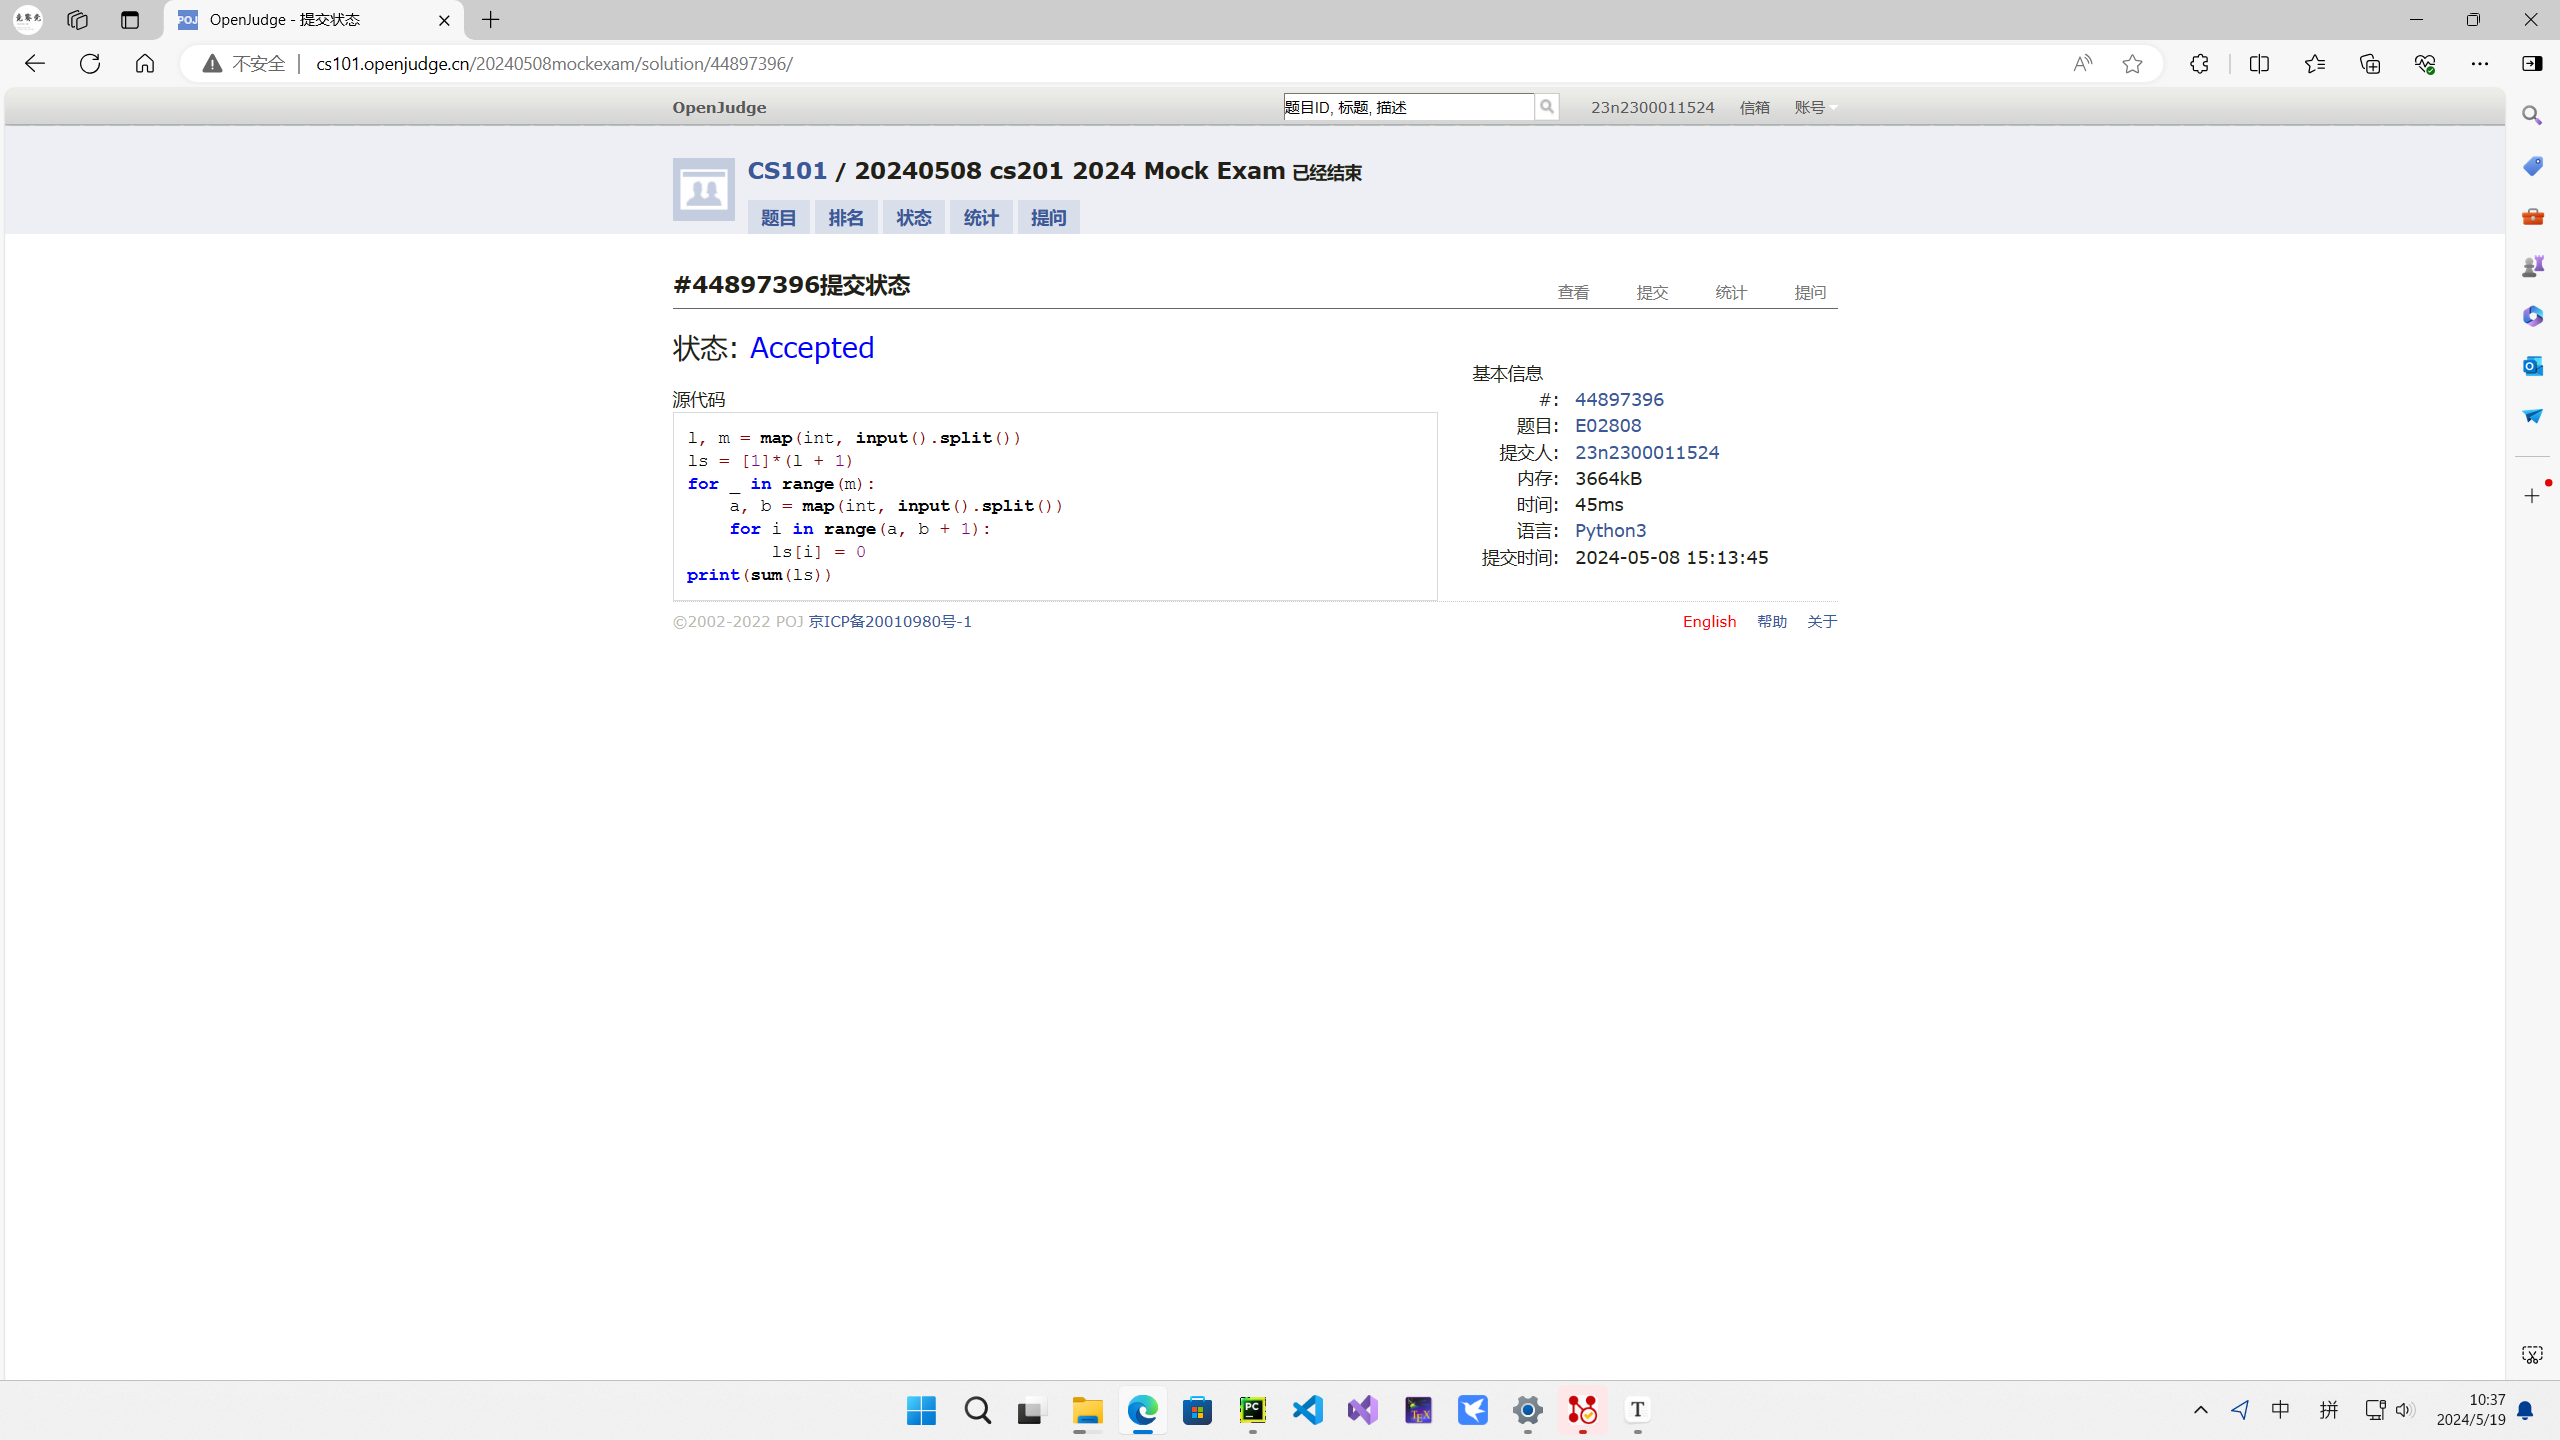 POJ OpenJudge - 提交状态
不安全 cs101.openjudge.cn/20240508mockexam/solution/44897396/
OpenJudge 题目ID, 标题, 描述 23n2300011524 信箱 账号
CS101 / 20240508 cs201 2024 Mock Exam 已经结束
题目 排名 状态 统计 提问
#44897396提交状态 查看 提交 统计 提问
状态: Accepted
源代码
l, m = map(int, input().split())
ls = [1]*(l + 1)
for _ in range(m):
    a, b = map(int, input().split())
    for i in range(a, b + 1):
        ls[i] = 0
print(sum(ls))
基本信息
#: 44897396
题目: E02808
提交人: 23n2300011524
内存: 3664kB
时间: 45ms
语言: Python3
提交时间: 2024-05-08 15:13:45
©2002-2022 POJ 京ICP备20010980号-1 English 帮助 关于
中 拼 10:37
2024/5/19